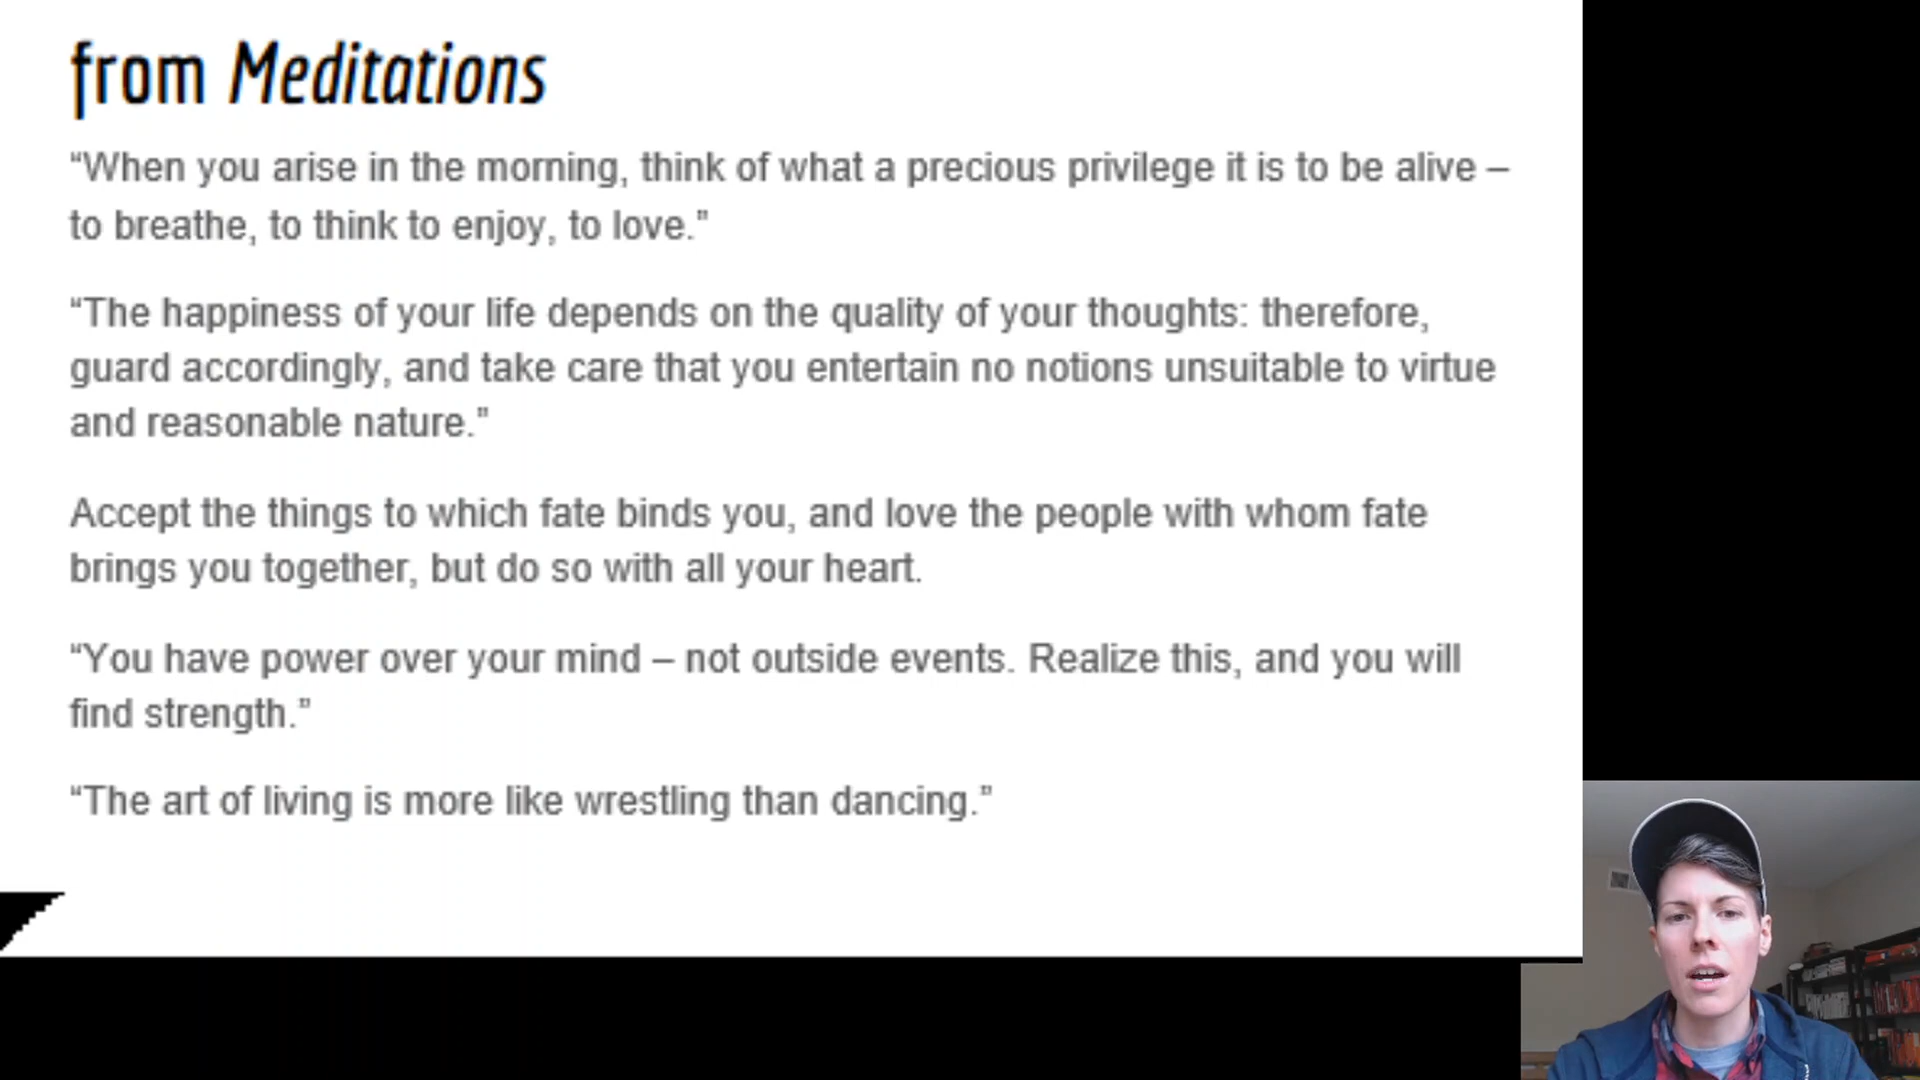 from Meditations
“When you arise in the morning, think of what a precious privilege it is to be alive –
to breathe, to think to enjoy, to love.”
“The happiness of your life depends on the quality of your thoughts: therefore,
guard accordingly, and take care that you entertain no notions unsuitable to virtue
and reasonable nature.”
Accept the things to which fate binds you, and love the people with whom fate
brings you together, but do so with all your heart.
“You have power over your mind – not outside events. Realize this, and you will
find strength.”
“The art of living is more like wrestling than dancing.”